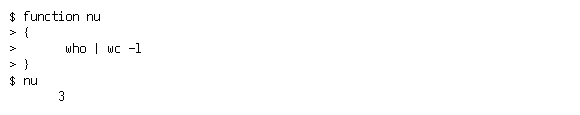 $ function nu
> {
>       who | wc -l
> }
$ nu
       3